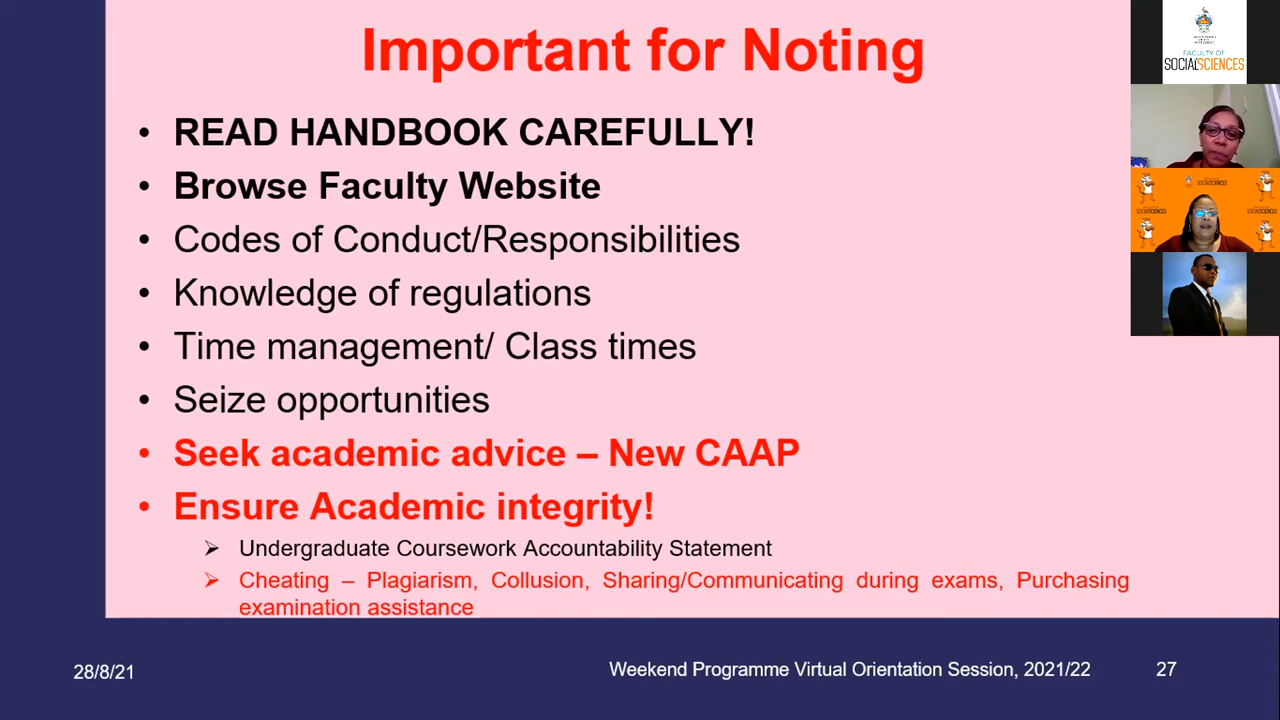 Important for Noting
• READ HANDBOOK CAREFULLY!
• Browse Faculty Website
• Codes of Conduct/Responsibilities
• Knowledge of regulations
• Time management/ Class times
• Seize opportunities
• Seek academic advice – New CAAP
• Ensure Academic integrity!
➢ Undergraduate Coursework Accountability Statement
➢ Cheating – Plagiarism, Collusion, Sharing/Communicating during exams, Purchasing
examination assistance
28/8/21
Weekend Programme Virtual Orientation Session, 2021/22
27
FACULTY OF
SOCIALSCIENCES
SOCIALSCIENCES
SOCIALSCIENCES
SOCIALSCIENCES